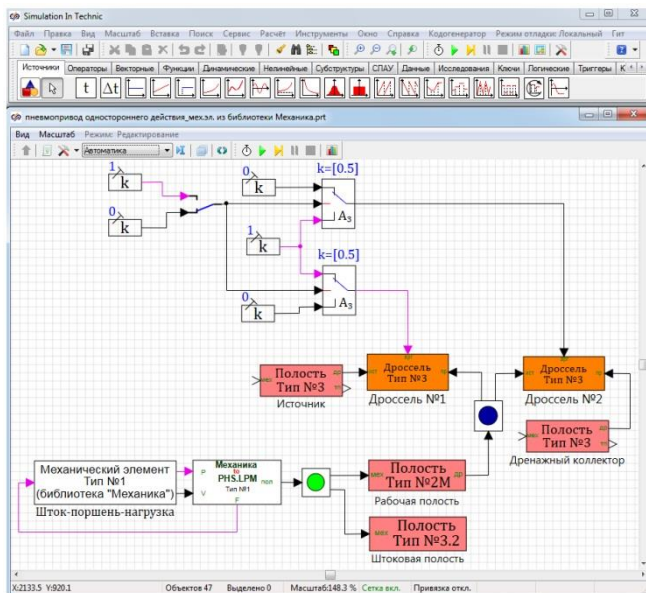 Simulation In Technic
Файл Правка Вид Масштаб Вставка Поиск Сервис Расчёт Инструменты Окно Справка Кодогенератор Режим отладки: Локальный Гит
Источники Операторы Векторные Функции Динамические Нелинейные Субструктуры СПАУ Данные Исследования Ключи Логические Триггеры К
t Δt
пневмопривод одностороннего действия_мех.эл. из библиотеки Механика.prt
Вид Масштаб Режим: Редактирование
Автоматика
1
k
0
k
0
k
k=[0.5]
A3
1
k
k=[0.5]
0
k
A3
Полость
Тип №3
Источник
Дроссель
Тип №3
Дроссель №1
Дроссель
Тип №3
Дроссель №2
Полость
Тип №3
Дренажный коллектор
Механический элемент
Тип №1
(библиотека "Механика")
Шток-поршень-нагрузка
Механика
to
PHS.LPM
Тип №1
P
V
F
пол
мех
Полость
Тип №2М
др
Рабочая полость
мех
Полость
Тип №3.2
Штоковая полость
X:2133.5 Y:920.1 Объектов 47 Выделено 0 Масштаб:148.3 % Сетка вкл. Привязка откл.